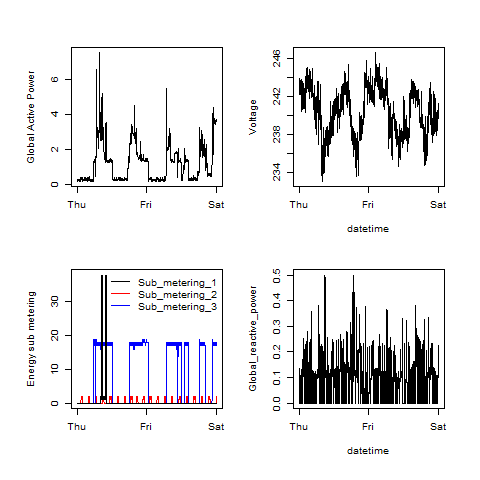 Global Active Power
0 2 4 6
Thu Fri Sat
Voltage
234 238 242 246
Thu Fri Sat
datetime
Energy sub metering
0 10 20 30
Sub_metering_1
Sub_metering_2
Sub_metering_3
Thu Fri Sat
Global_reactive_power
0.0 0.1 0.2 0.3 0.4 0.5
Thu Fri Sat
datetime